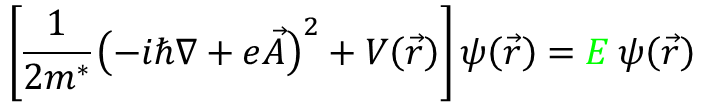 [1/2m* (−iℏ∇ + eA⃗)² + V(r⃗)] ψ(r⃗) = E ψ(r⃗)